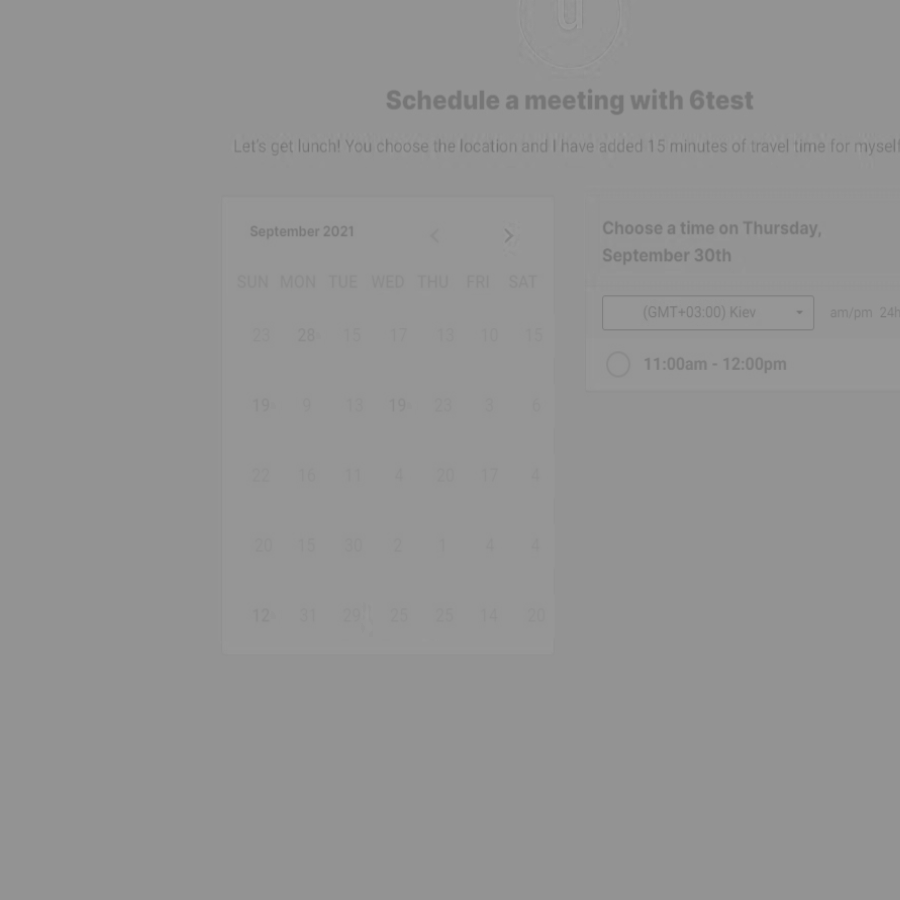 Schedule a meeting with 6test
Let's get lunch! You choose the location and I have added 15 minutes of travel time for myself
September 2021
SUN MON TUE WED THU FRI SAT
23 28 15 17 13 10 15
19 9 13 19 23 3 6
22 16 11 4 20 17 4
20 15 30 2 1 4 4
12 31 29 25 25 14 20
Choose a time on Thursday,
September 30th
(GMT+03:00) Kiev
am/pm 24h
11:00am - 12:00pm